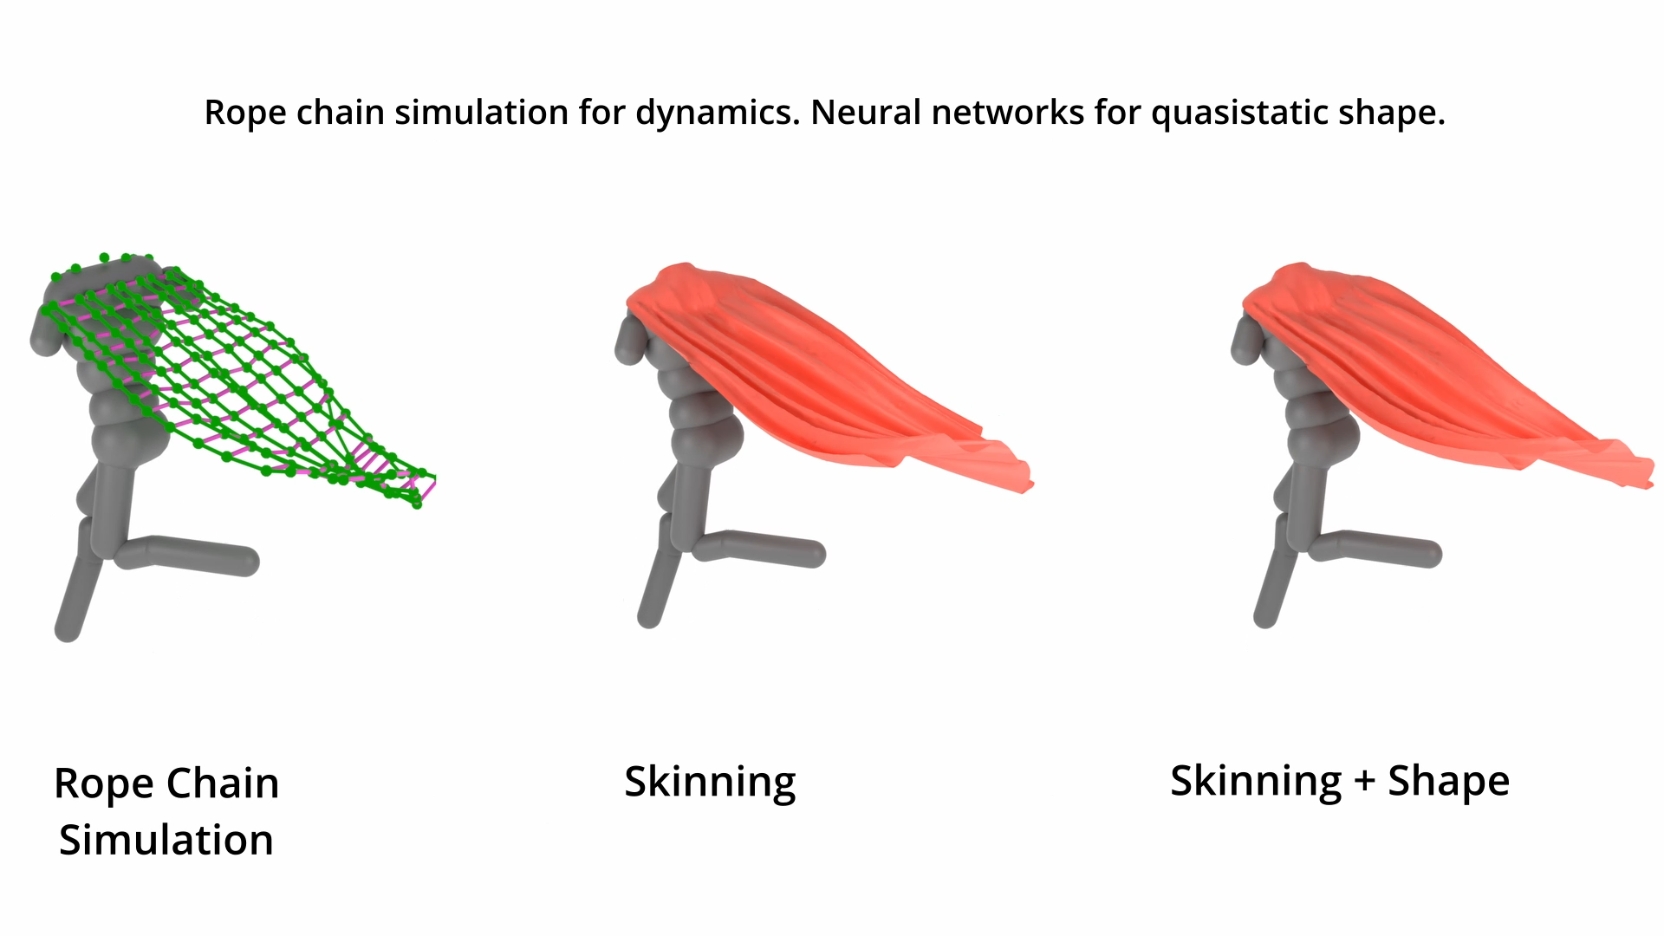 Rope chain simulation for dynamics. Neural networks for quasistatic shape.
Rope Chain
Simulation
Skinning
Skinning + Shape